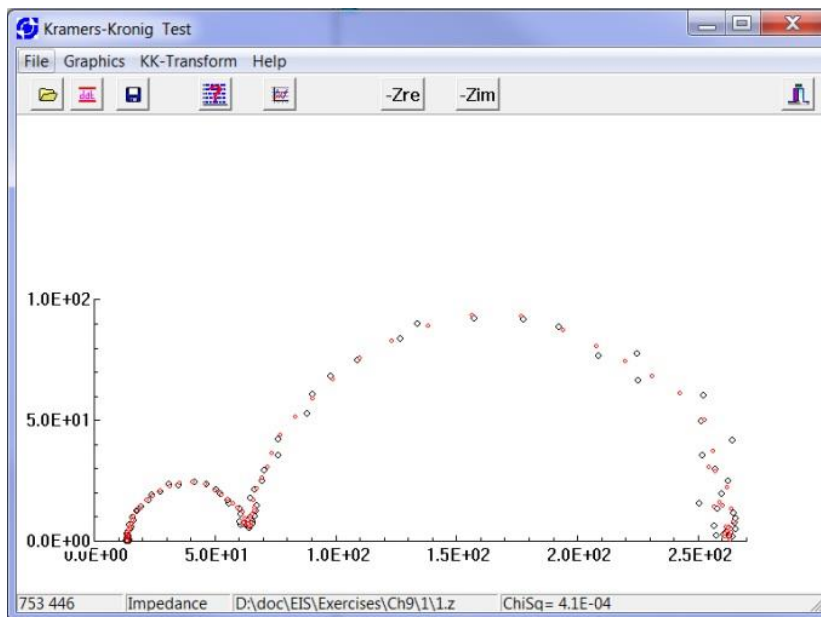 Kramers-Kronig Test
File Graphics KK-Transform Help
ddL ? -Zre -Zim
1.0E+02
5.0E+01
0.0E+00
0.0E+00 5.0E+01 1.0E+02 1.5E+02 2.0E+02 2.5E+02
753 446 Impedance D:\doc\EIS\Exercises\Ch9\1\1.z ChiSq= 4.1E-04